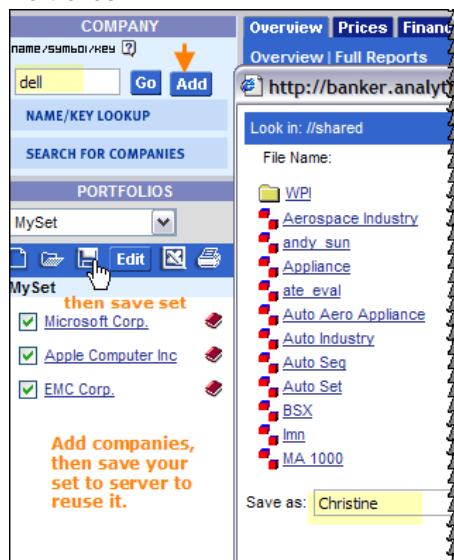 COMPANY
name/symbol/key ?
dell Go Add
NAME/KEY LOOKUP
SEARCH FOR COMPANIES
PORTFOLIOS
MySet
Edit
MySet
then save set
Microsoft Corp.
Apple Computer Inc
EMC Corp.
Add companies,
then save your
set to server to
reuse it.
Overview Prices Financ
Overview | Full Reports
http://banker.analyt
Look in: //shared
File Name:
WPI
Aerospace Industry
andy_sun
Appliance
ate_eval
Auto Aero Appliance
Auto Industry
Auto Seq
Auto Set
BSX
lmn
MA 1000
Save as: Christine